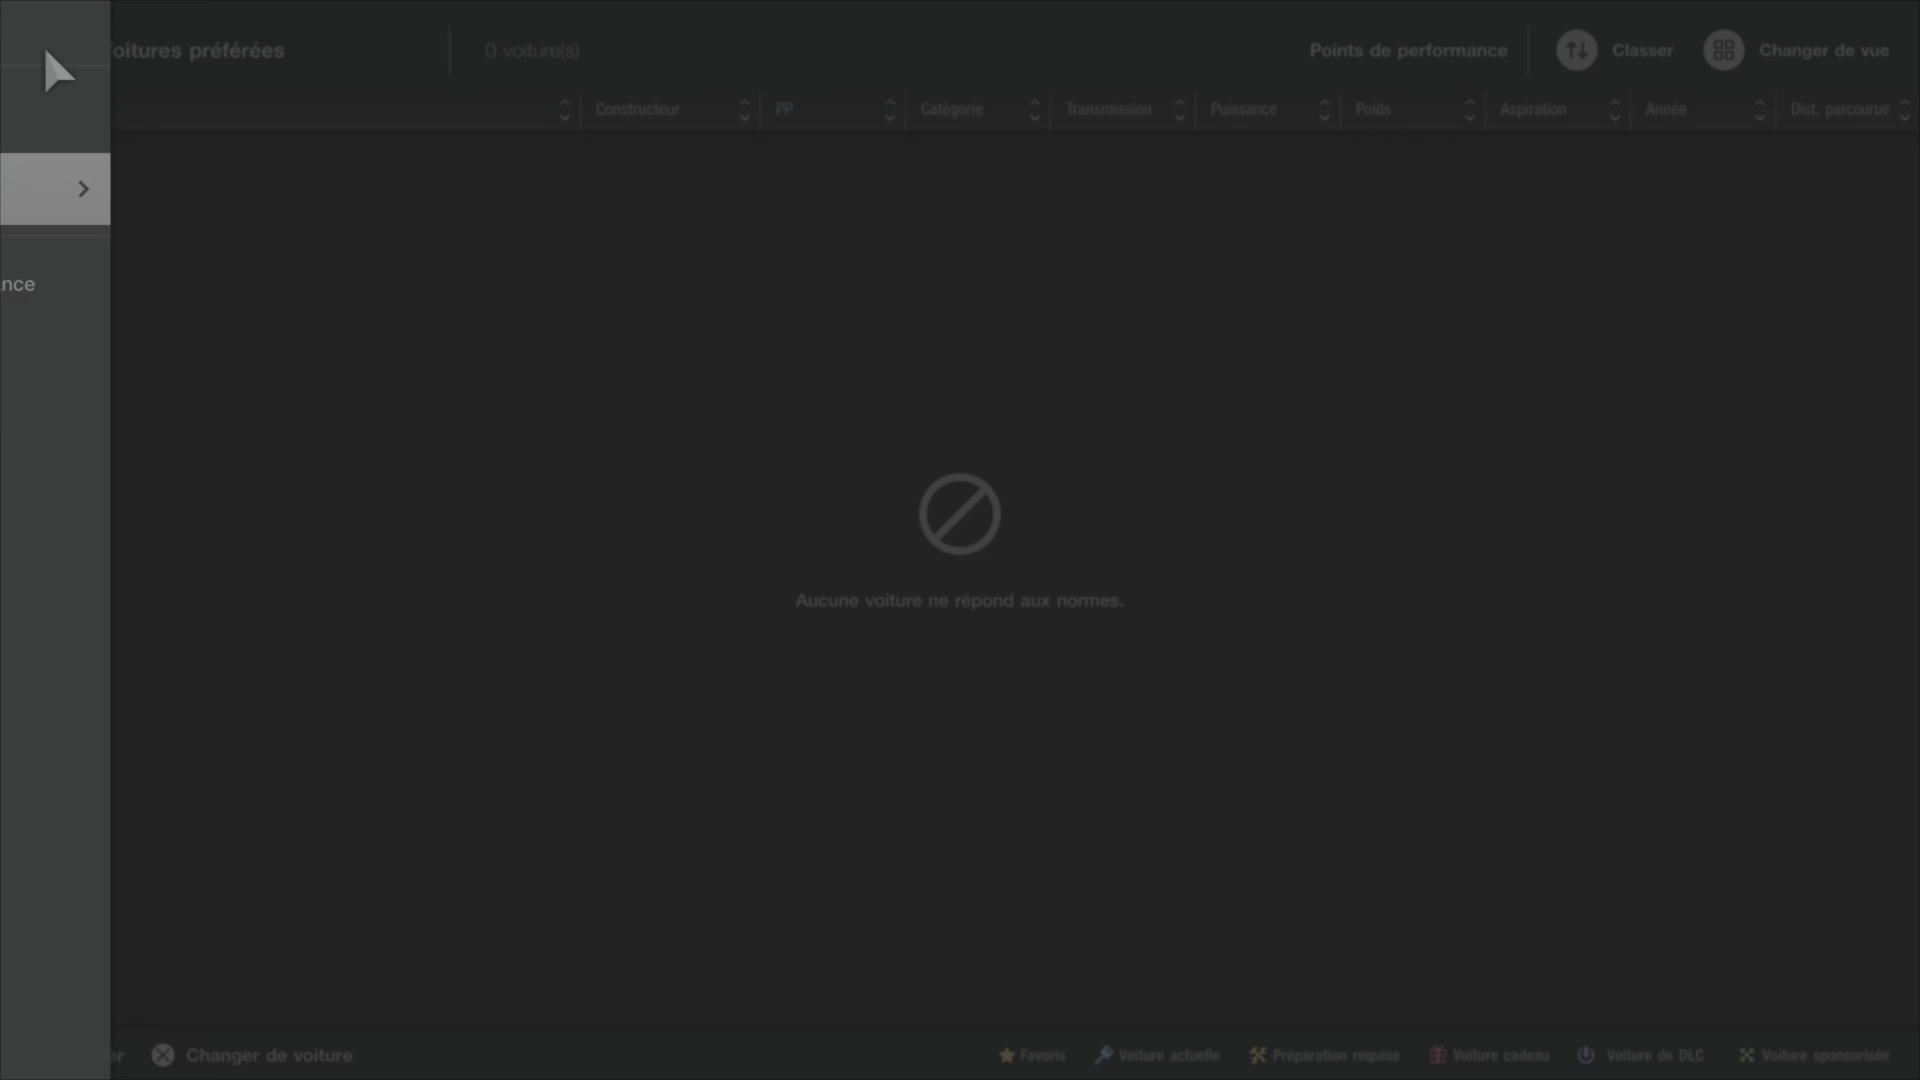 oitures préférées
0 voiture(s)
Points de performance
Classer
Changer de vue
Constructeur
PP
Catégorie
Transmission
Puissance
Poids
Aspiration
Année
Dist. parcourue
nce
Aucune voiture ne répond aux normes.
er
Changer de voiture
Favoris
Voiture actuelle
Préparation requise
Voiture cadeau
Voiture de DLC
Voiture sponsorisée